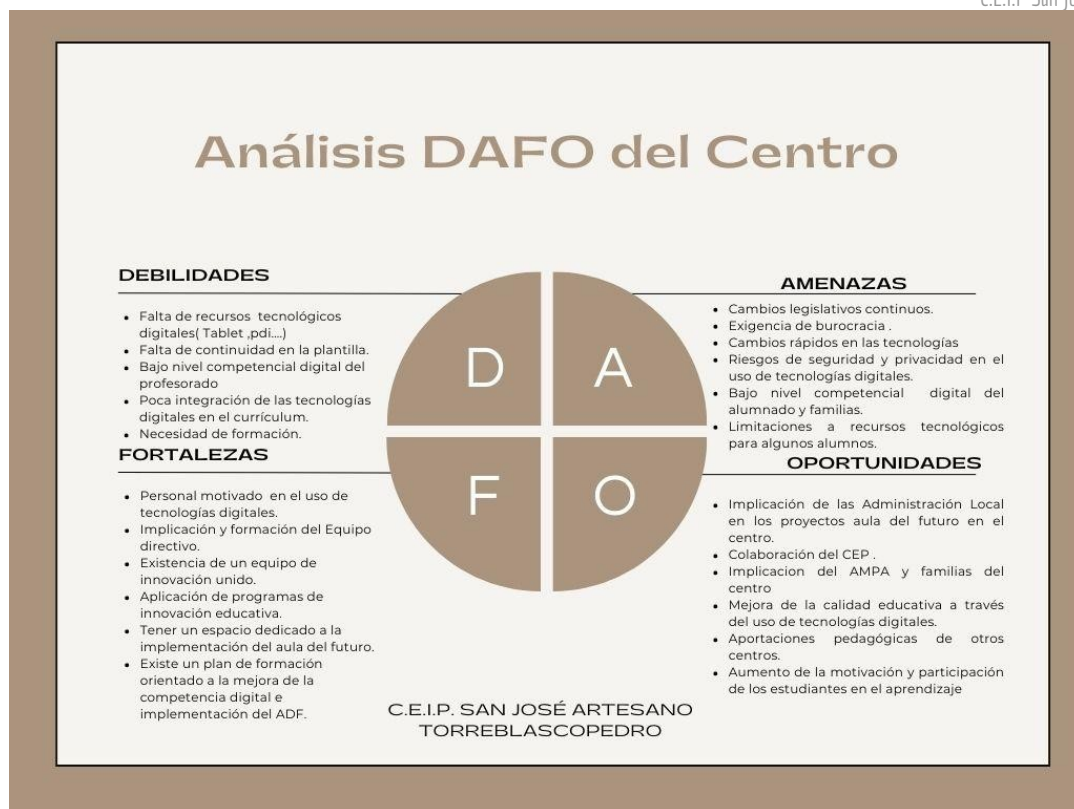 C.E.I.P San J
Análisis DAFO del Centro
DEBILIDADES
• Falta de recursos tecnológicos
digitales( Tablet ,pdi....)
• Falta de continuidad en la plantilla.
• Bajo nivel competencial digital del
profesorado
• Poca integración de las tecnologías
digitales en el currículum.
• Necesidad de formación.
AMENAZAS
• Cambios legislativos continuos.
• Exigencia de burocracia .
• Cambios rápidos en las tecnologías
• Riesgos de seguridad y privacidad en el
uso de tecnologías digitales.
• Bajo nivel competencial digital del
alumnado y familias.
• Limitaciones a recursos tecnológicos
para algunos alumnos.
D A
F O
FORTALEZAS
• Personal motivado en el uso de
tecnologías digitales.
• Implicación y formación del Equipo
directivo.
• Existencia de un equipo de
innovación unido.
• Aplicación de programas de
innovación educativa.
• Tener un espacio dedicado a la
implementación del aula del futuro.
• Existe un plan de formación
orientado a la mejora de la
competencia digital e
implementación del ADF.
OPORTUNIDADES
• Implicación de las Administración Local
en los proyectos aula del futuro en el
centro.
• Colaboración del CEP .
• Implicacion del AMPA y familias del
centro
• Mejora de la calidad educativa a través
del uso de tecnologías digitales.
• Aportaciones pedagógicas de otros
centros.
• Aumento de la motivación y participación
de los estudiantes en el aprendizaje
C.E.I.P. SAN JOSÉ ARTESANO
TORREBLASCOPEDRO